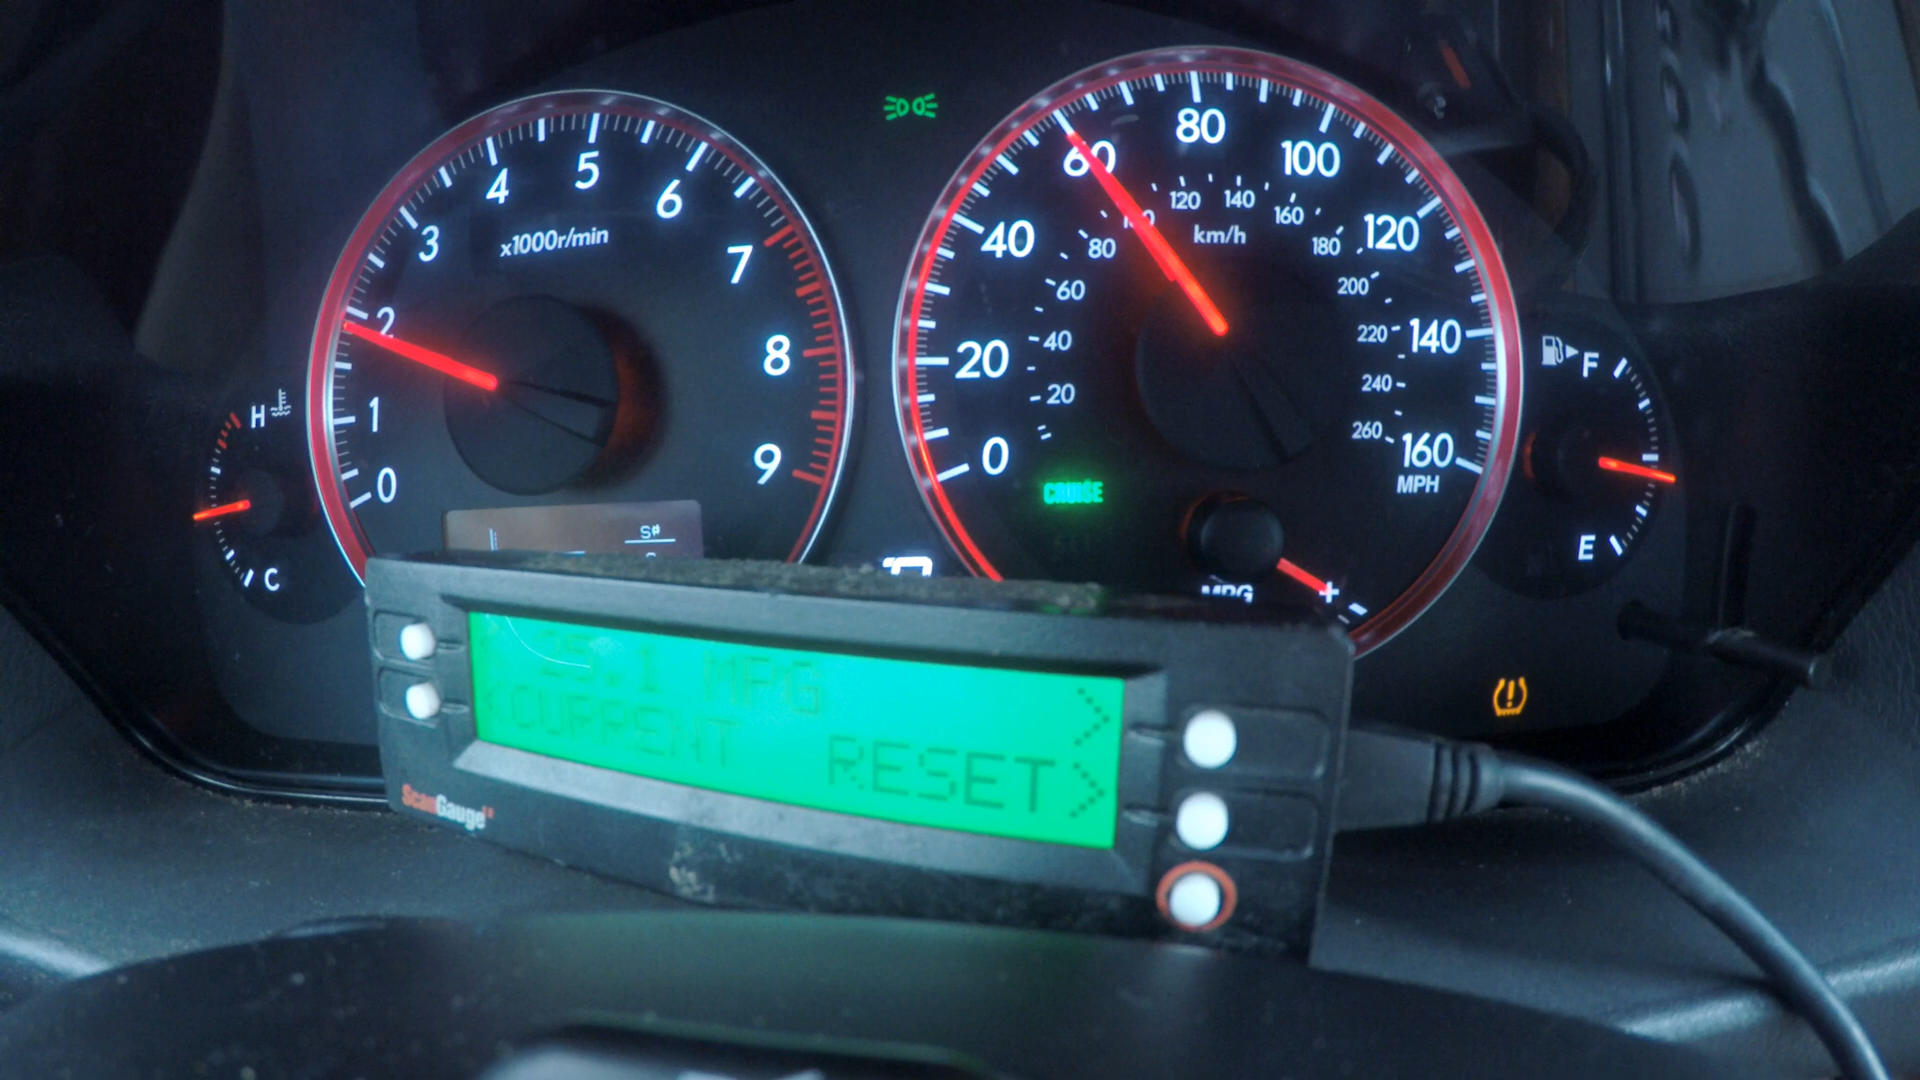 0
1
2
3
4
5
6
7
8
9
x1000r/min
H
C
S#
0
20
40
60
80
100
120
140
160
MPH
20
40
60
80
120
140
160
180
200
220
240
260
km/h
CRUISE
MPG
+
-
F
E
25.1 MPG
CURRENT
RESET
ScanGauge II